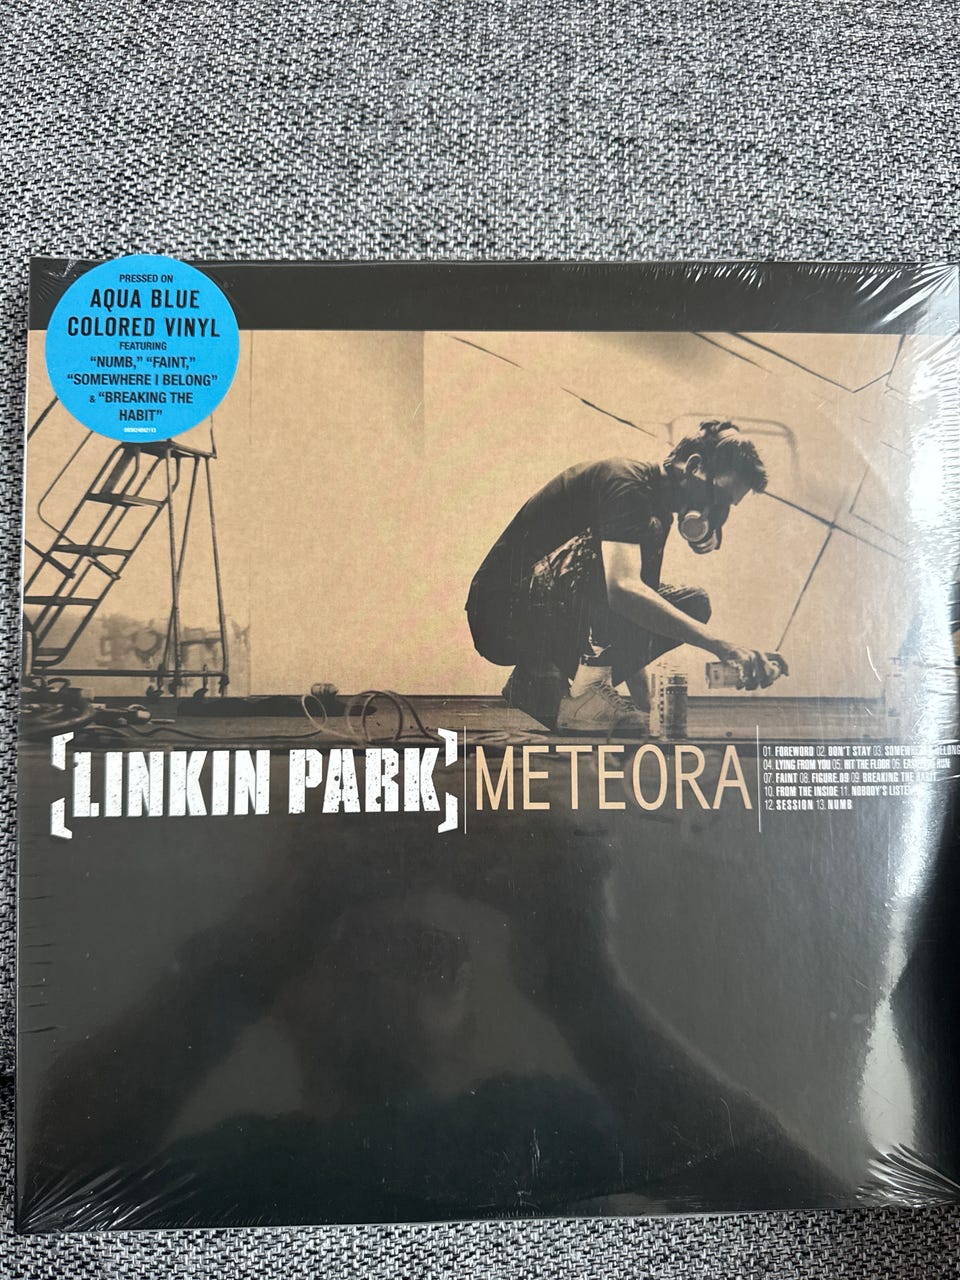 PRESSED ON
AQUA BLUE
COLORED VINYL
FEATURING
"NUMB," "FAINT,"
"SOMEWHERE I BELONG"
& "BREAKING THE
HABIT"
[LINKIN PARK]
METEORA
01. FOREWORD 02. DON'T STAY 03. SOMEWHERE I BELONG
04. LYING FROM YOU 05. HIT THE FLOOR 06. EASIER TO RUN
07. FAINT 08. FIGURE.09 09. BREAKING THE HABIT
10. FROM THE INSIDE 11. NOBODY'S LISTENING
12. SESSION 13. NUMB